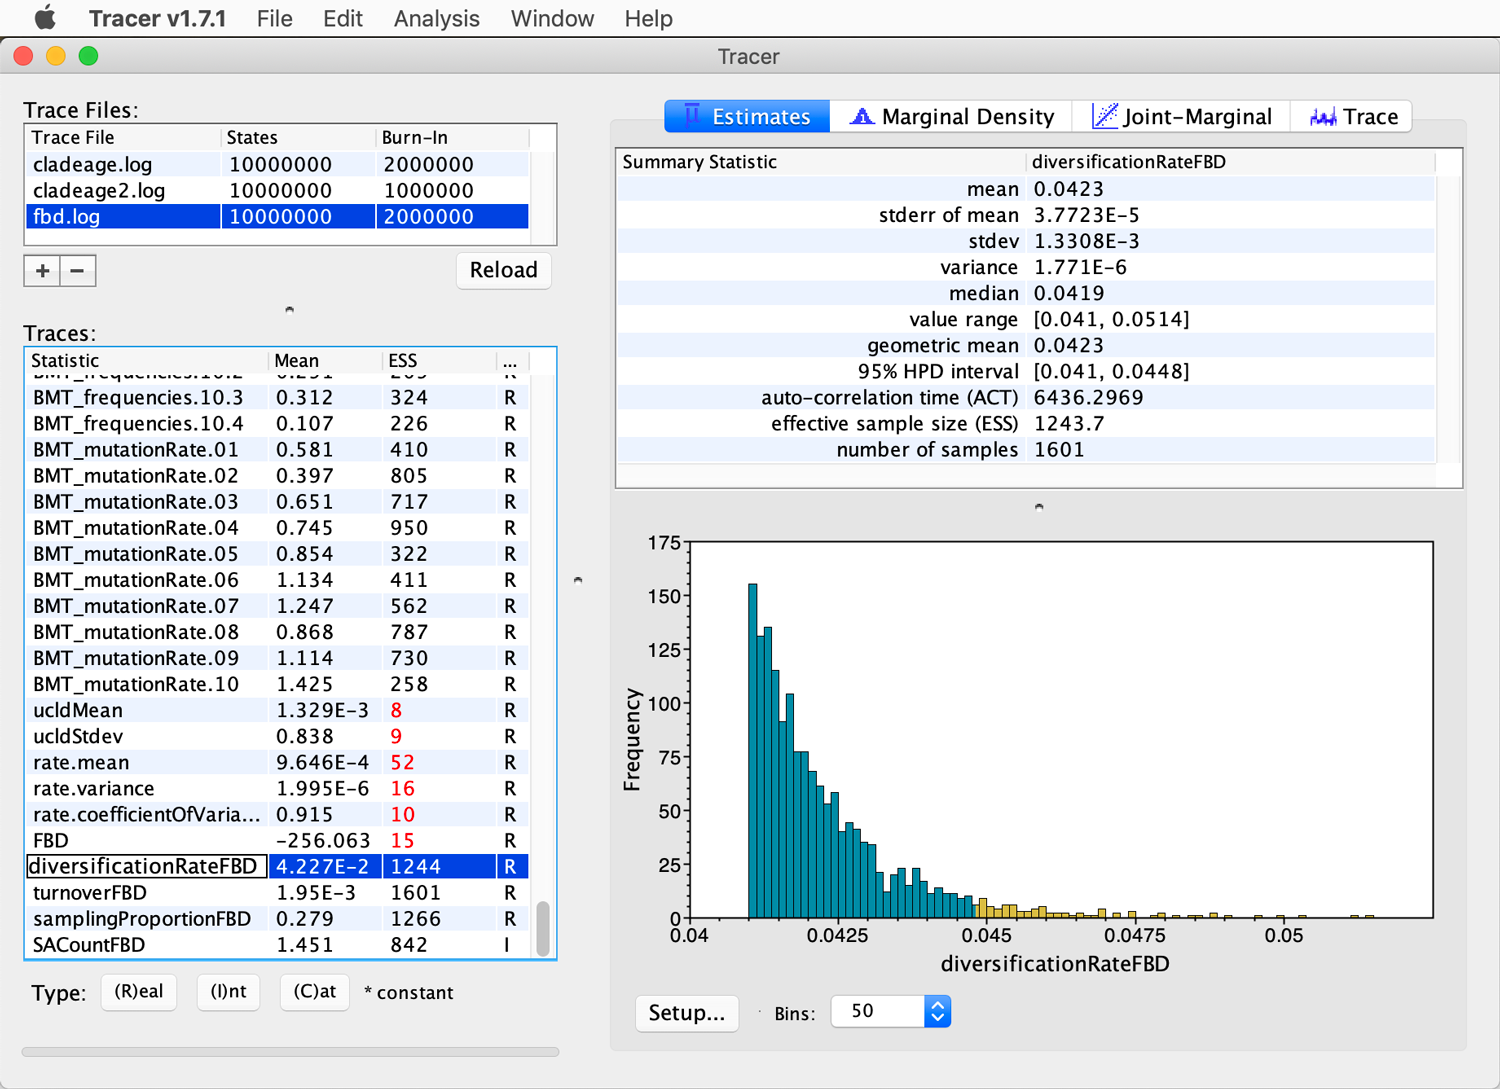 Tracer v1.7.1 File Edit Analysis Window Help
Tracer
Trace Files:
Trace File States Burn-In
cladeage.log 10000000 2000000
cladeage2.log 10000000 1000000
fbd.log 10000000 2000000
+ −
Reload
Traces:
Statistic Mean ESS ...
BMT_frequencies.10.3 0.312 324 R
BMT_frequencies.10.4 0.107 226 R
BMT_mutationRate.01 0.581 410 R
BMT_mutationRate.02 0.397 805 R
BMT_mutationRate.03 0.651 717 R
BMT_mutationRate.04 0.745 950 R
BMT_mutationRate.05 0.854 322 R
BMT_mutationRate.06 1.134 411 R
BMT_mutationRate.07 1.247 562 R
BMT_mutationRate.08 0.868 787 R
BMT_mutationRate.09 1.114 730 R
BMT_mutationRate.10 1.425 258 R
ucldMean 1.329E-3 8 R
ucldStdev 0.838 9 R
rate.mean 9.646E-4 52 R
rate.variance 1.995E-6 16 R
rate.coefficientOfVaria... 0.915 10 R
FBD -256.063 15 R
diversificationRateFBD 4.227E-2 1244 R
turnoverFBD 1.95E-3 1601 R
samplingProportionFBD 0.279 1266 R
SACountFBD 1.451 842 I
Type: (R)eal (I)nt (C)at * constant
Estimates Marginal Density Joint-Marginal Trace
Summary Statistic diversificationRateFBD
mean 0.0423
stderr of mean 3.7723E-5
stdev 1.3308E-3
variance 1.771E-6
median 0.0419
value range [0.041, 0.0514]
geometric mean 0.0423
95% HPD interval [0.041, 0.0448]
auto-correlation time (ACT) 6436.2969
effective sample size (ESS) 1243.7
number of samples 1601
Frequency
175
150
125
100
75
50
25
0
0.04 0.0425 0.045 0.0475 0.05
diversificationRateFBD
Setup... Bins: 50